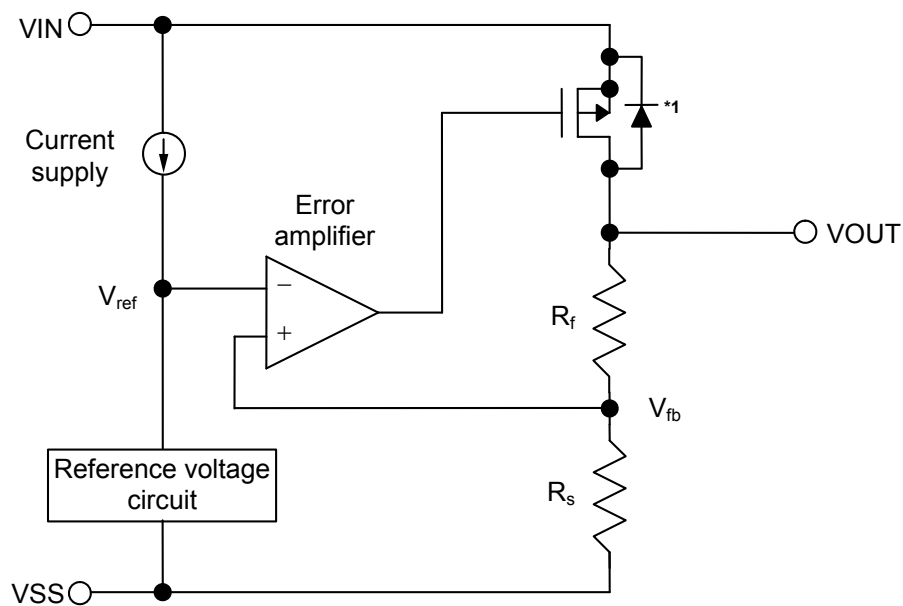 VIN
*1
Current
supply
Error
amplifier
VOUT
Vref
−
+
Rf
Vfb
Reference voltage
circuit
Rs
VSS